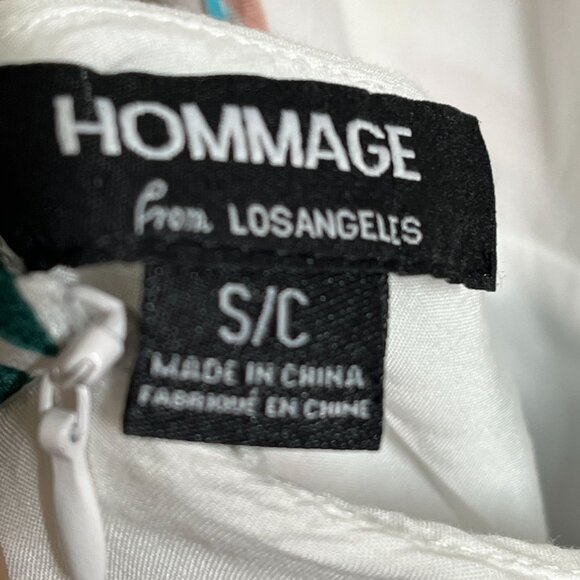 HOMMAGE
from LOSANGELES
S/C
MADE IN CHINA
FABRIQUÉ EN CHINE